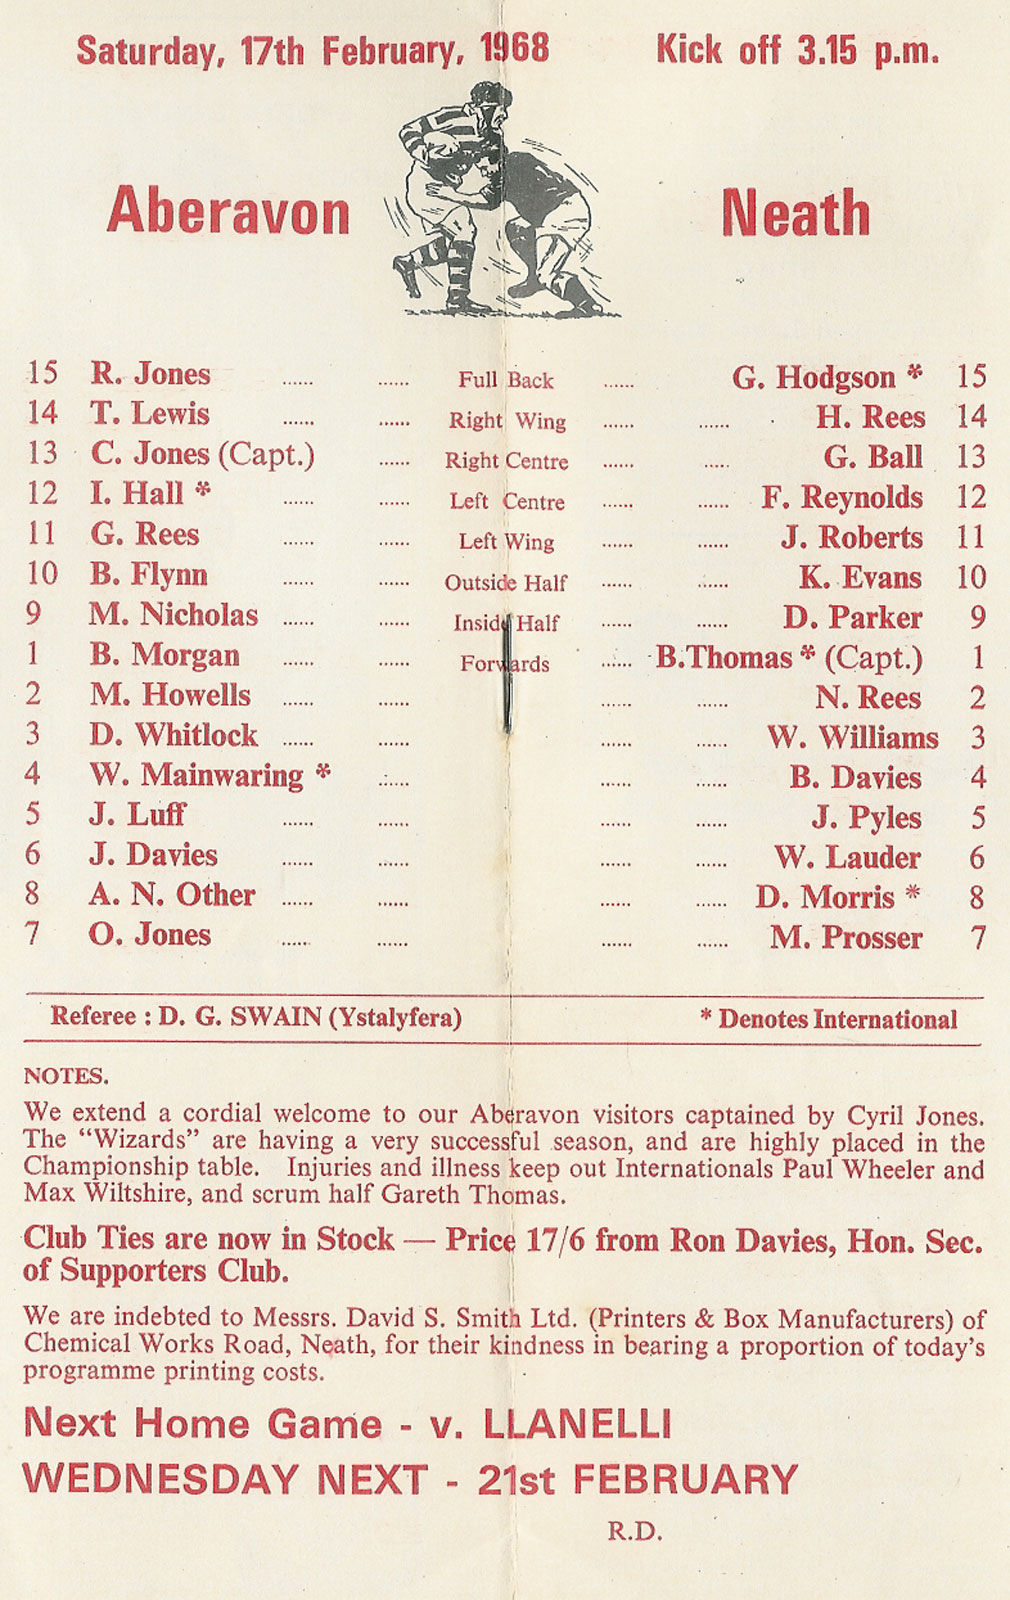 Saturday, 17th February, 1968 Kick off 3.15 p.m.
Aberavon Neath
15 R. Jones ...... ...... Full Back ...... G. Hodgson * 15
14 T. Lewis ...... ...... Right Wing ...... ...... H. Rees 14
13 C. Jones (Capt.) ...... Right Centre ...... ..... G. Ball 13
12 I. Hall * ...... ...... Left Centre ...... ...... F. Reynolds 12
11 G. Rees ...... ...... Left Wing ...... ...... J. Roberts 11
10 B. Flynn ...... ...... Outside Half ...... ...... K. Evans 10
9 M. Nicholas ...... ...... Inside Half ...... ...... D. Parker 9
1 B. Morgan ...... ...... Forwards ...... B.Thomas * (Capt.) 1
2 M. Howells ...... ...... ...... ...... N. Rees 2
3 D. Whitlock ...... ...... ...... ...... W. Williams 3
4 W. Mainwaring * ...... ...... ...... B. Davies 4
5 J. Luff ...... ...... ...... ...... J. Pyles 5
6 J. Davies ...... ...... ...... ...... W. Lauder 6
8 A. N. Other ...... ...... ...... ...... D. Morris * 8
7 O. Jones ...... ...... ...... ...... M. Prosser 7
Referee : D. G. SWAIN (Ystalyfera) * Denotes International
NOTES.
We extend a cordial welcome to our Aberavon visitors captained by Cyril Jones.
The “Wizards” are having a very successful season, and are highly placed in the
Championship table. Injuries and illness keep out Internationals Paul Wheeler and
Max Wiltshire, and scrum half Gareth Thomas.
Club Ties are now in Stock — Price 17/6 from Ron Davies, Hon. Sec.
of Supporters Club.
We are indebted to Messrs. David S. Smith Ltd. (Printers & Box Manufacturers) of
Chemical Works Road, Neath, for their kindness in bearing a proportion of today’s
programme printing costs.
Next Home Game - v. LLANELLI
WEDNESDAY NEXT - 21st FEBRUARY
R.D.